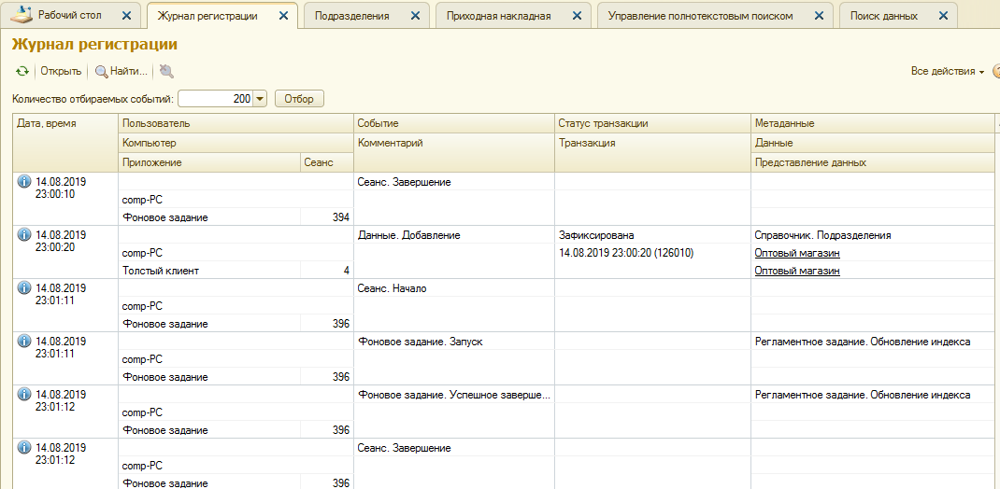 Рабочий стол Журнал регистрации Подразделения Приходная накладная Управление полнотекстовым поиском Поиск данных
Журнал регистрации
Открыть Найти... Все действия
Количество отбираемых событий: 200 Отбор
Дата, время Пользователь Событие Статус транзакции Метаданные
Компьютер Комментарий Транзакция Данные
Приложение Сеанс Представление данных
14.08.2019 Сеанс. Завершение
23:00:10
comp-PC
Фоновое задание 394
14.08.2019 Данные. Добавление Зафиксирована Справочник. Подразделения
23:00:20
comp-PC 14.08.2019 23:00:20 (126010) Оптовый магазин
Толстый клиент 4 Оптовый магазин
14.08.2019 Сеанс. Начало
23:01:11
comp-PC
Фоновое задание 396
14.08.2019 Фоновое задание. Запуск Регламентное задание. Обновление индекса
23:01:11
comp-PC
Фоновое задание 396
14.08.2019 Фоновое задание. Успешное заверше... Регламентное задание. Обновление индекса
23:01:12
comp-PC
Фоновое задание 396
14.08.2019 Сеанс. Завершение
23:01:12
comp-PC
Фоновое задание 396